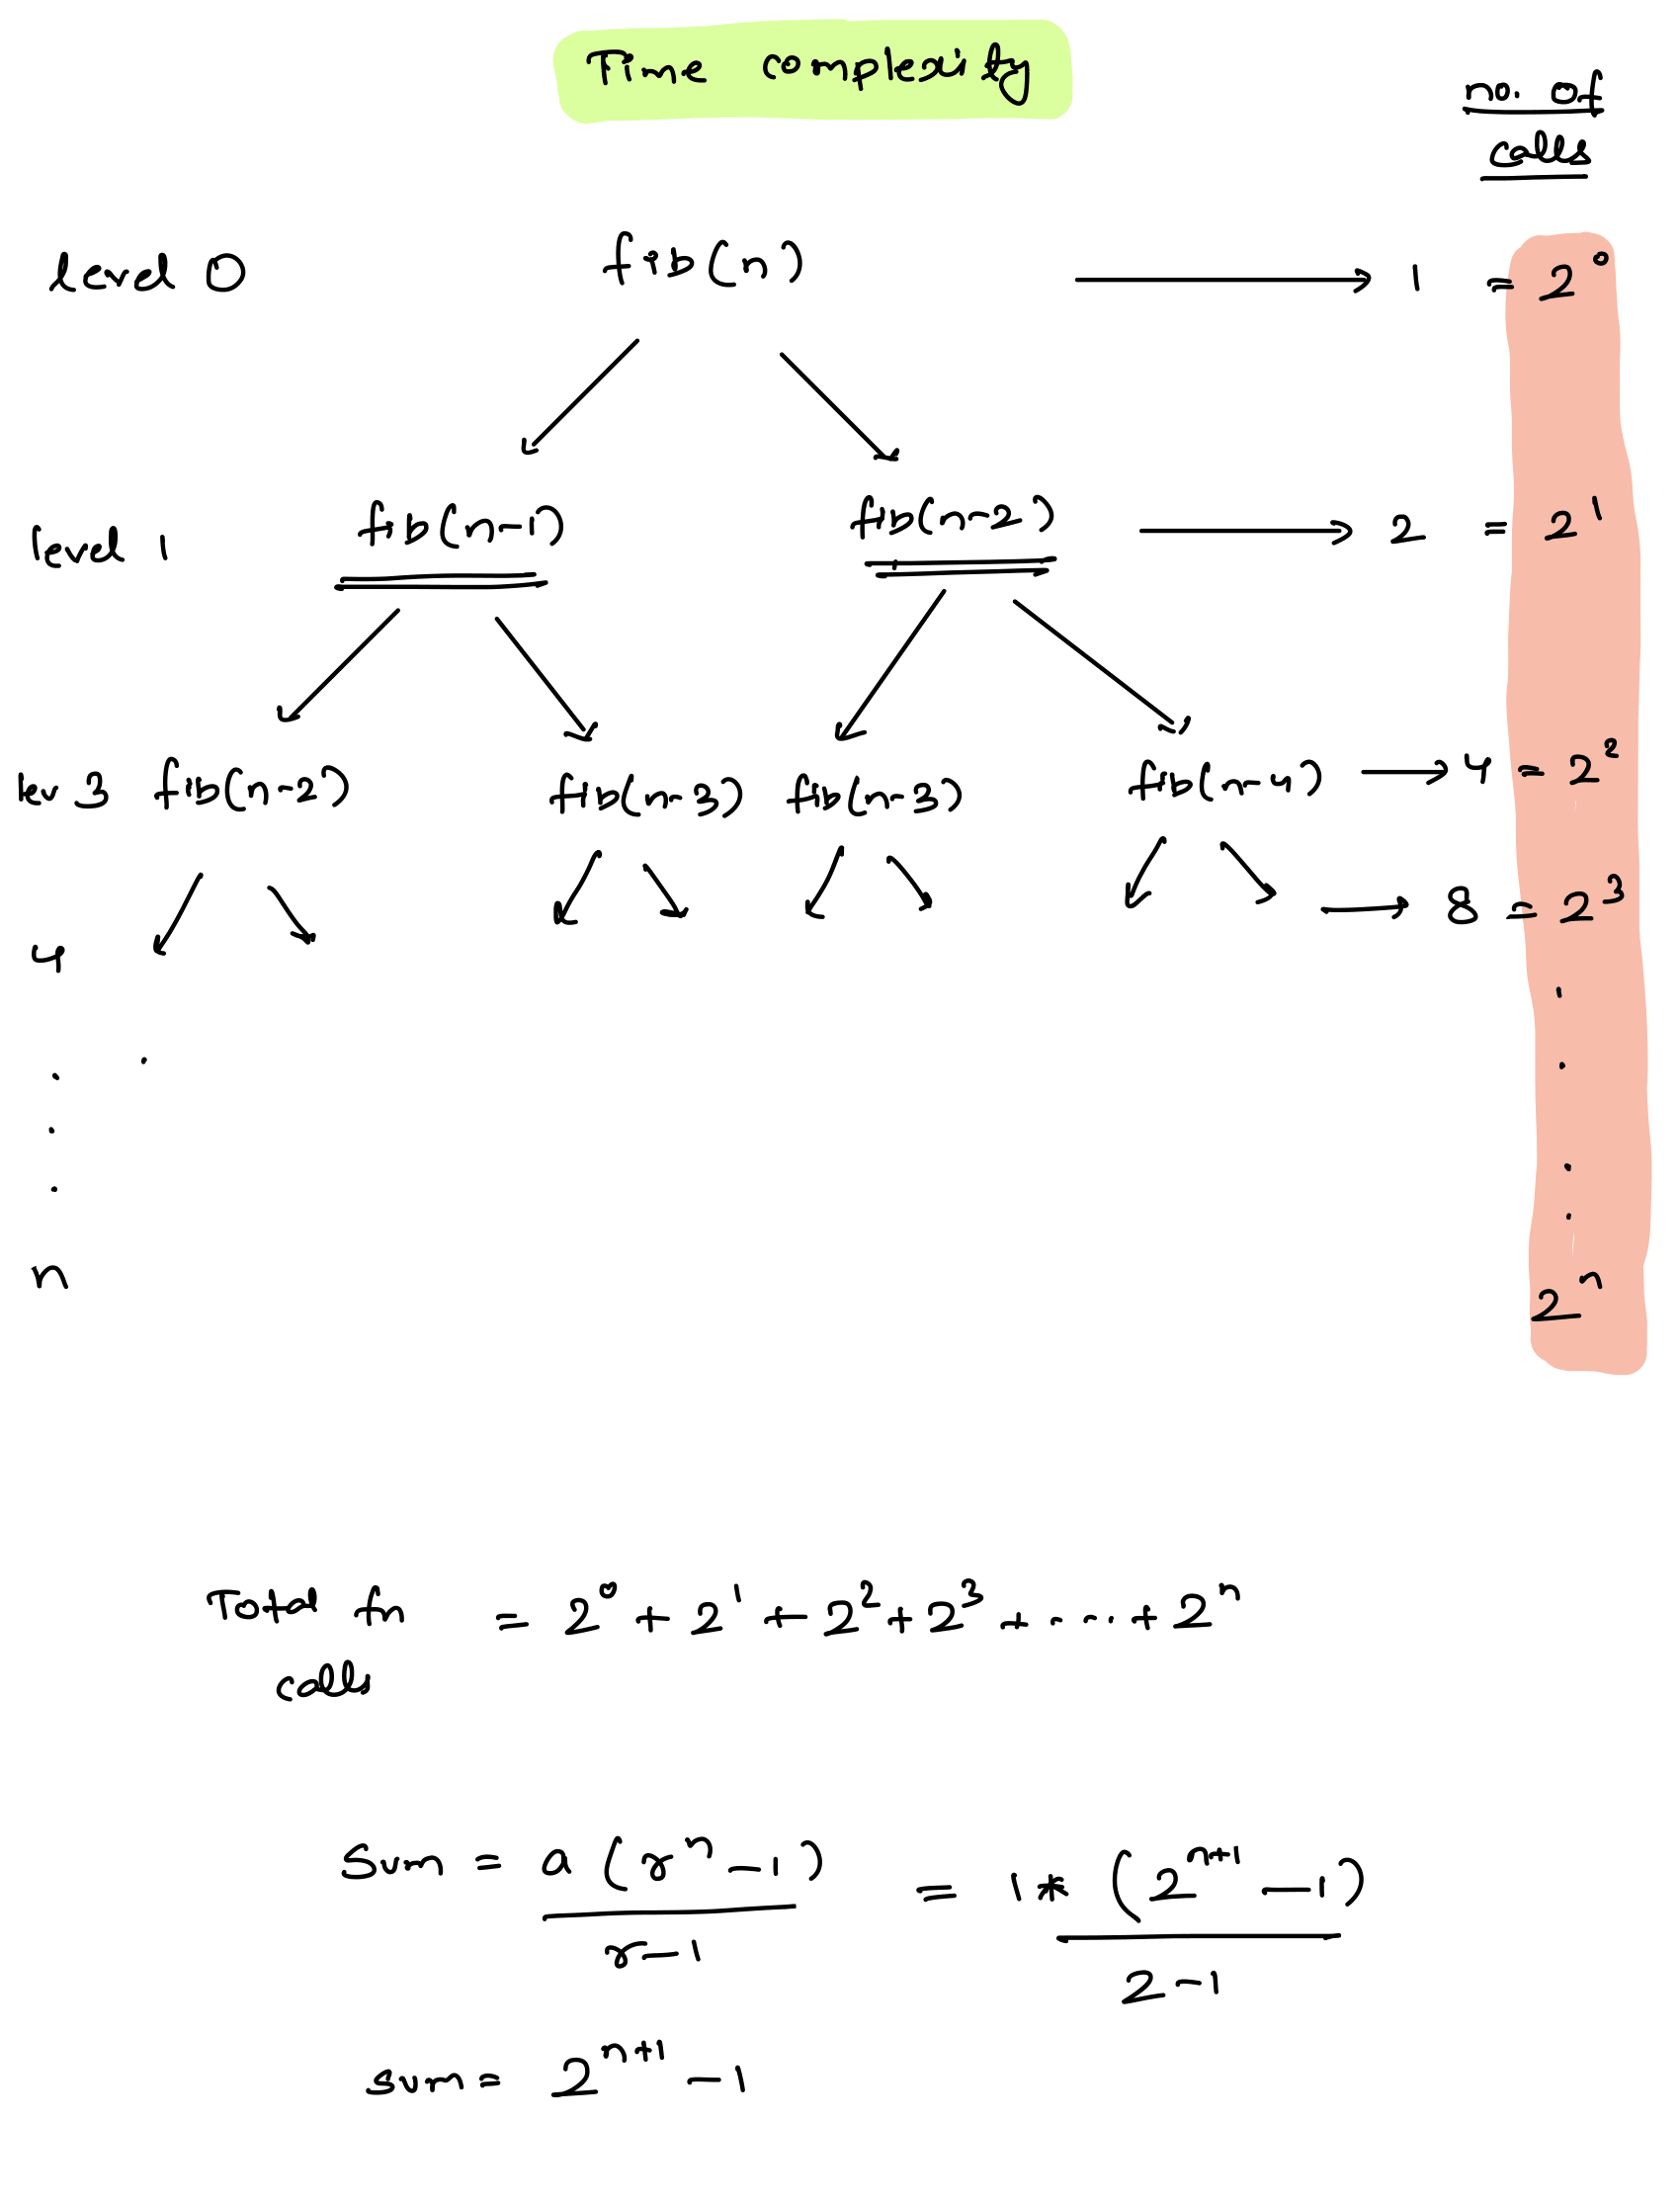 Time complexity
no. of
calls
level 0 fib(n) → 1 = 2^0
level 1 fib(n-1) fib(n-2) → 2 = 2^1
lev 3 fib(n-2) fib(n-3) fib(n-3) fib(n-4) → 4 = 2^2
→ 8 = 2^3
4
.
.
.
n
2^n
Total fn = 2^0 + 2^1 + 2^2 + 2^3 + .... + 2^n
calls
Sum = a (r^n - 1) / r-1 = 1 * (2^n+1 - 1) / 2-1
sum = 2^n+1 - 1